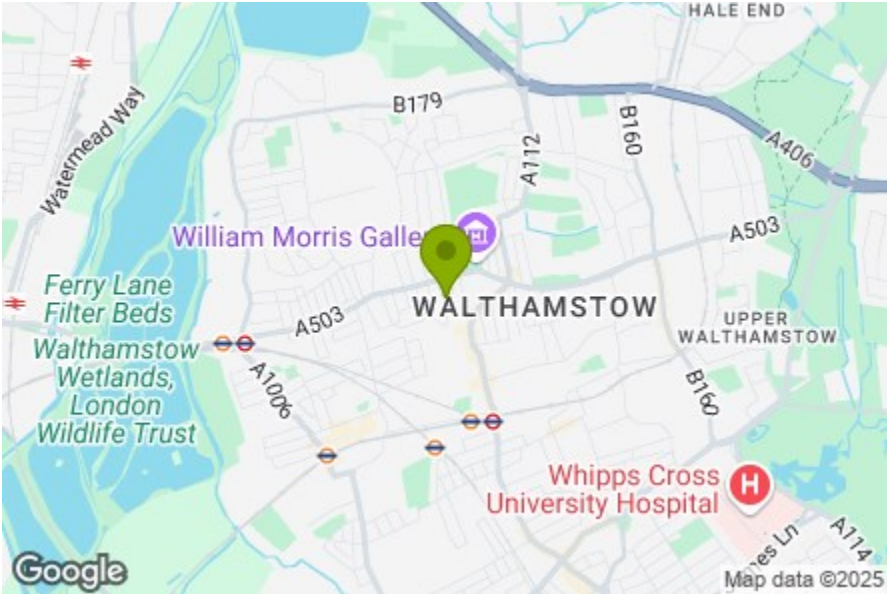 HALE END
Watermead Way
B179
A112
B160
A406
William Morris Galler
A503
Ferry Lane
Filter Beds
WALTHAMSTOW
A503
UPPER
WALTHAMSTOW
Walthamstow
Wetlands,
London
Wildlife Trust
A1006
B160
Whipps Cross
University Hospital
H
A114
Google
Map data ©2025